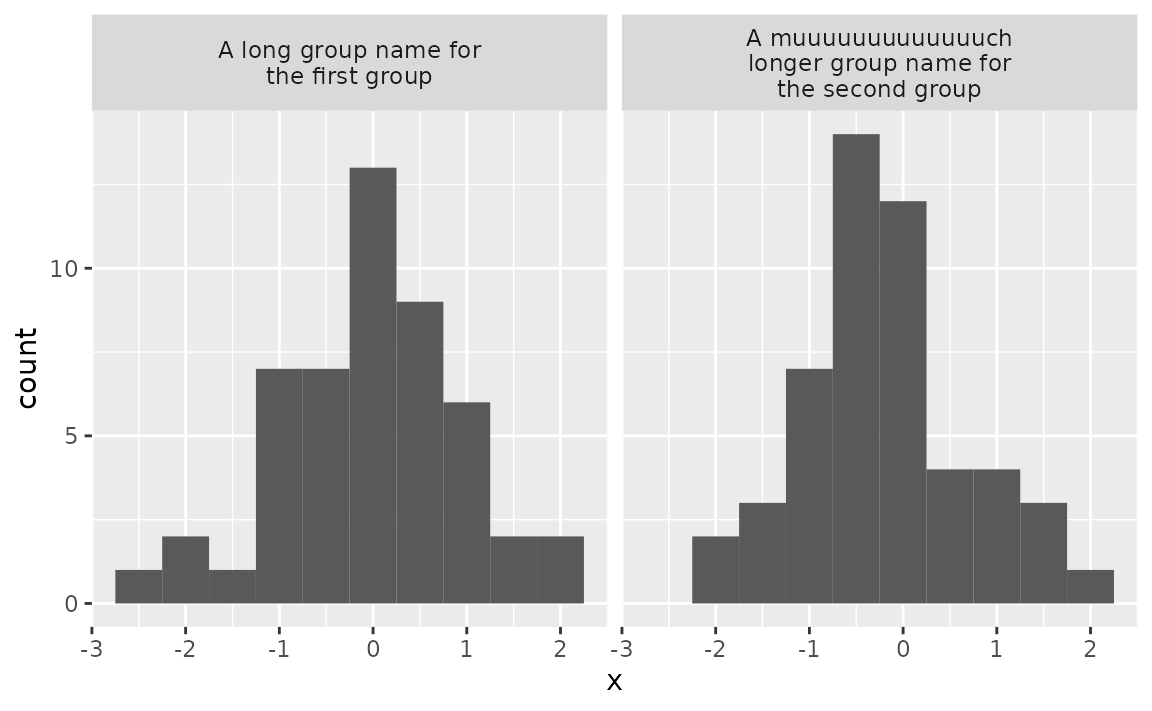 A long group name for
the first group
A muuuuuuuuuuuuuuch
longer group name for
the second group
count
10
5
0
-3 -2 -1 0 1 2
-3 -2 -1 0 1 2
x